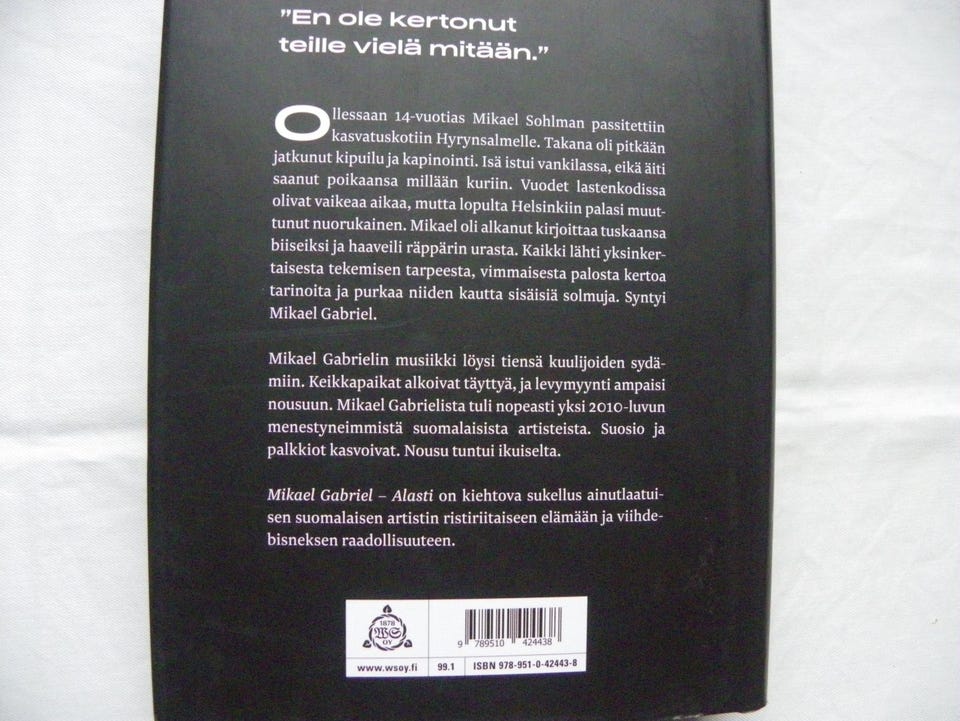 ”En ole kertonut
teille vielä mitään.”
Ollessaan 14-vuotias Mikael Sohlman passitettiin
kasvatuskotiin Hyrynsalmelle. Takana oli pitkään
jatkunut kipuilu ja kapinointi. Isä istui vankilassa, eikä äiti
saanut poikaansa millään kuriin. Vuodet lastenkodissa
olivat vaikeaa aikaa, mutta lopulta Helsinkiin palasi muut-
tunut nuorukainen. Mikael oli alkanut kirjoittaa tuskaansa
biiseiksi ja haaveili räppärin urasta. Kaikki lähti yksinker-
taisesta tekemisen tarpeesta, vimmaisesta palosta kertoa
tarinoita ja purkaa niiden kautta sisäisiä solmuja. Syntyi
Mikael Gabriel.
Mikael Gabrielin musiikki löysi tiensä kuulijoiden sydä-
miin. Keikkapaikat alkoivat täyttyä, ja levymyynti ampaisi
nousuun. Mikael Gabrielista tuli nopeasti yksi 2010-luvun
menestyneimmistä suomalaisista artisteista. Suosio ja
palkkiot kasvoivat. Nousu tuntui ikuiselta.
Mikael Gabriel – Alasti on kiehtova sukellus ainutlaatui-
sen suomalaisen artistin ristiriitaiseen elämään ja viihde-
bisneksen raadollisuuteen.
1878
WS
OY
9 789510 424438
www.wsoy.fi 99.1 ISBN 978-951-0-42443-8